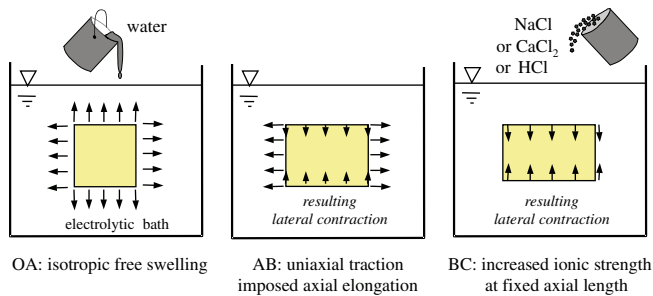 water
NaCl
or CaCl₂
or HCl
electrolytic bath
resulting
lateral contraction
resulting
lateral contraction
OA: isotropic free swelling
AB: uniaxial traction
imposed axial elongation
BC: increased ionic strength
at fixed axial length